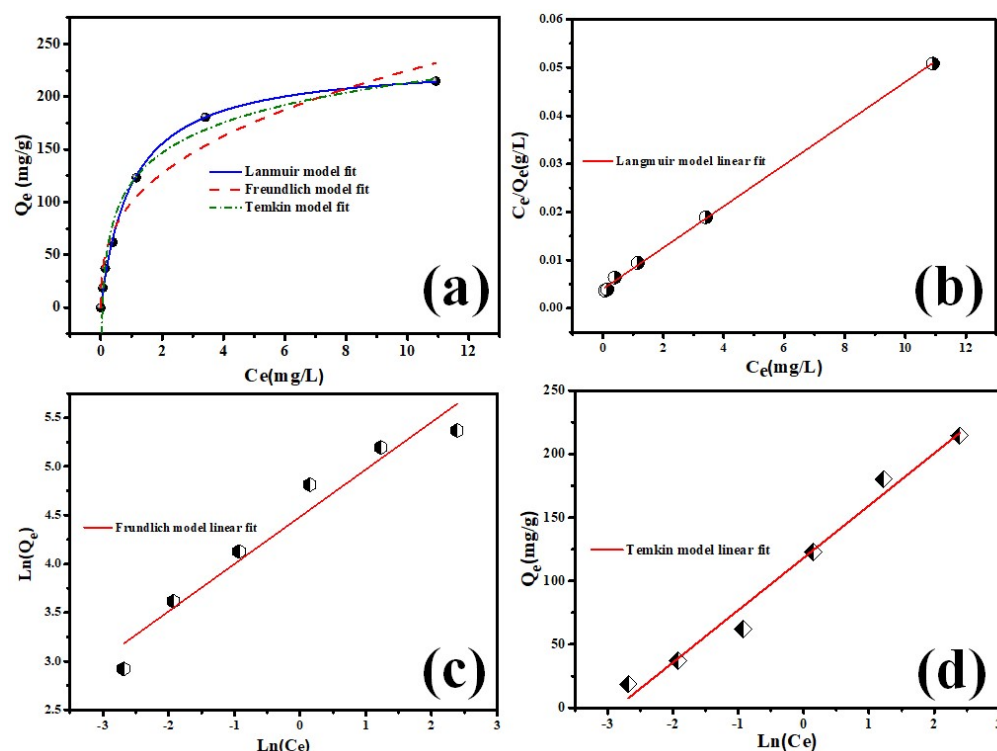 250
200
150
100
50
0
Qe (mg/g)
Lanmuir model fit
Freundlich model fit
Temkin model fit
(a)
0 2 4 6 8 10 12
Ce(mg/L)
0.06
0.05
0.04
0.03
0.02
0.01
0.00
Ce/Qe(g/L)
Langmuir model linear fit
(b)
0 2 4 6 8 10 12
Ce(mg/L)
5.5
5.0
4.5
4.0
3.5
3.0
2.5
Ln(Qe)
Frundlich model linear fit
(c)
-3 -2 -1 0 1 2 3
Ln(Ce)
250
200
150
100
50
0
Qe(mg/g)
Temkin model linear fit
(d)
-3 -2 -1 0 1 2 3
Ln(Ce)